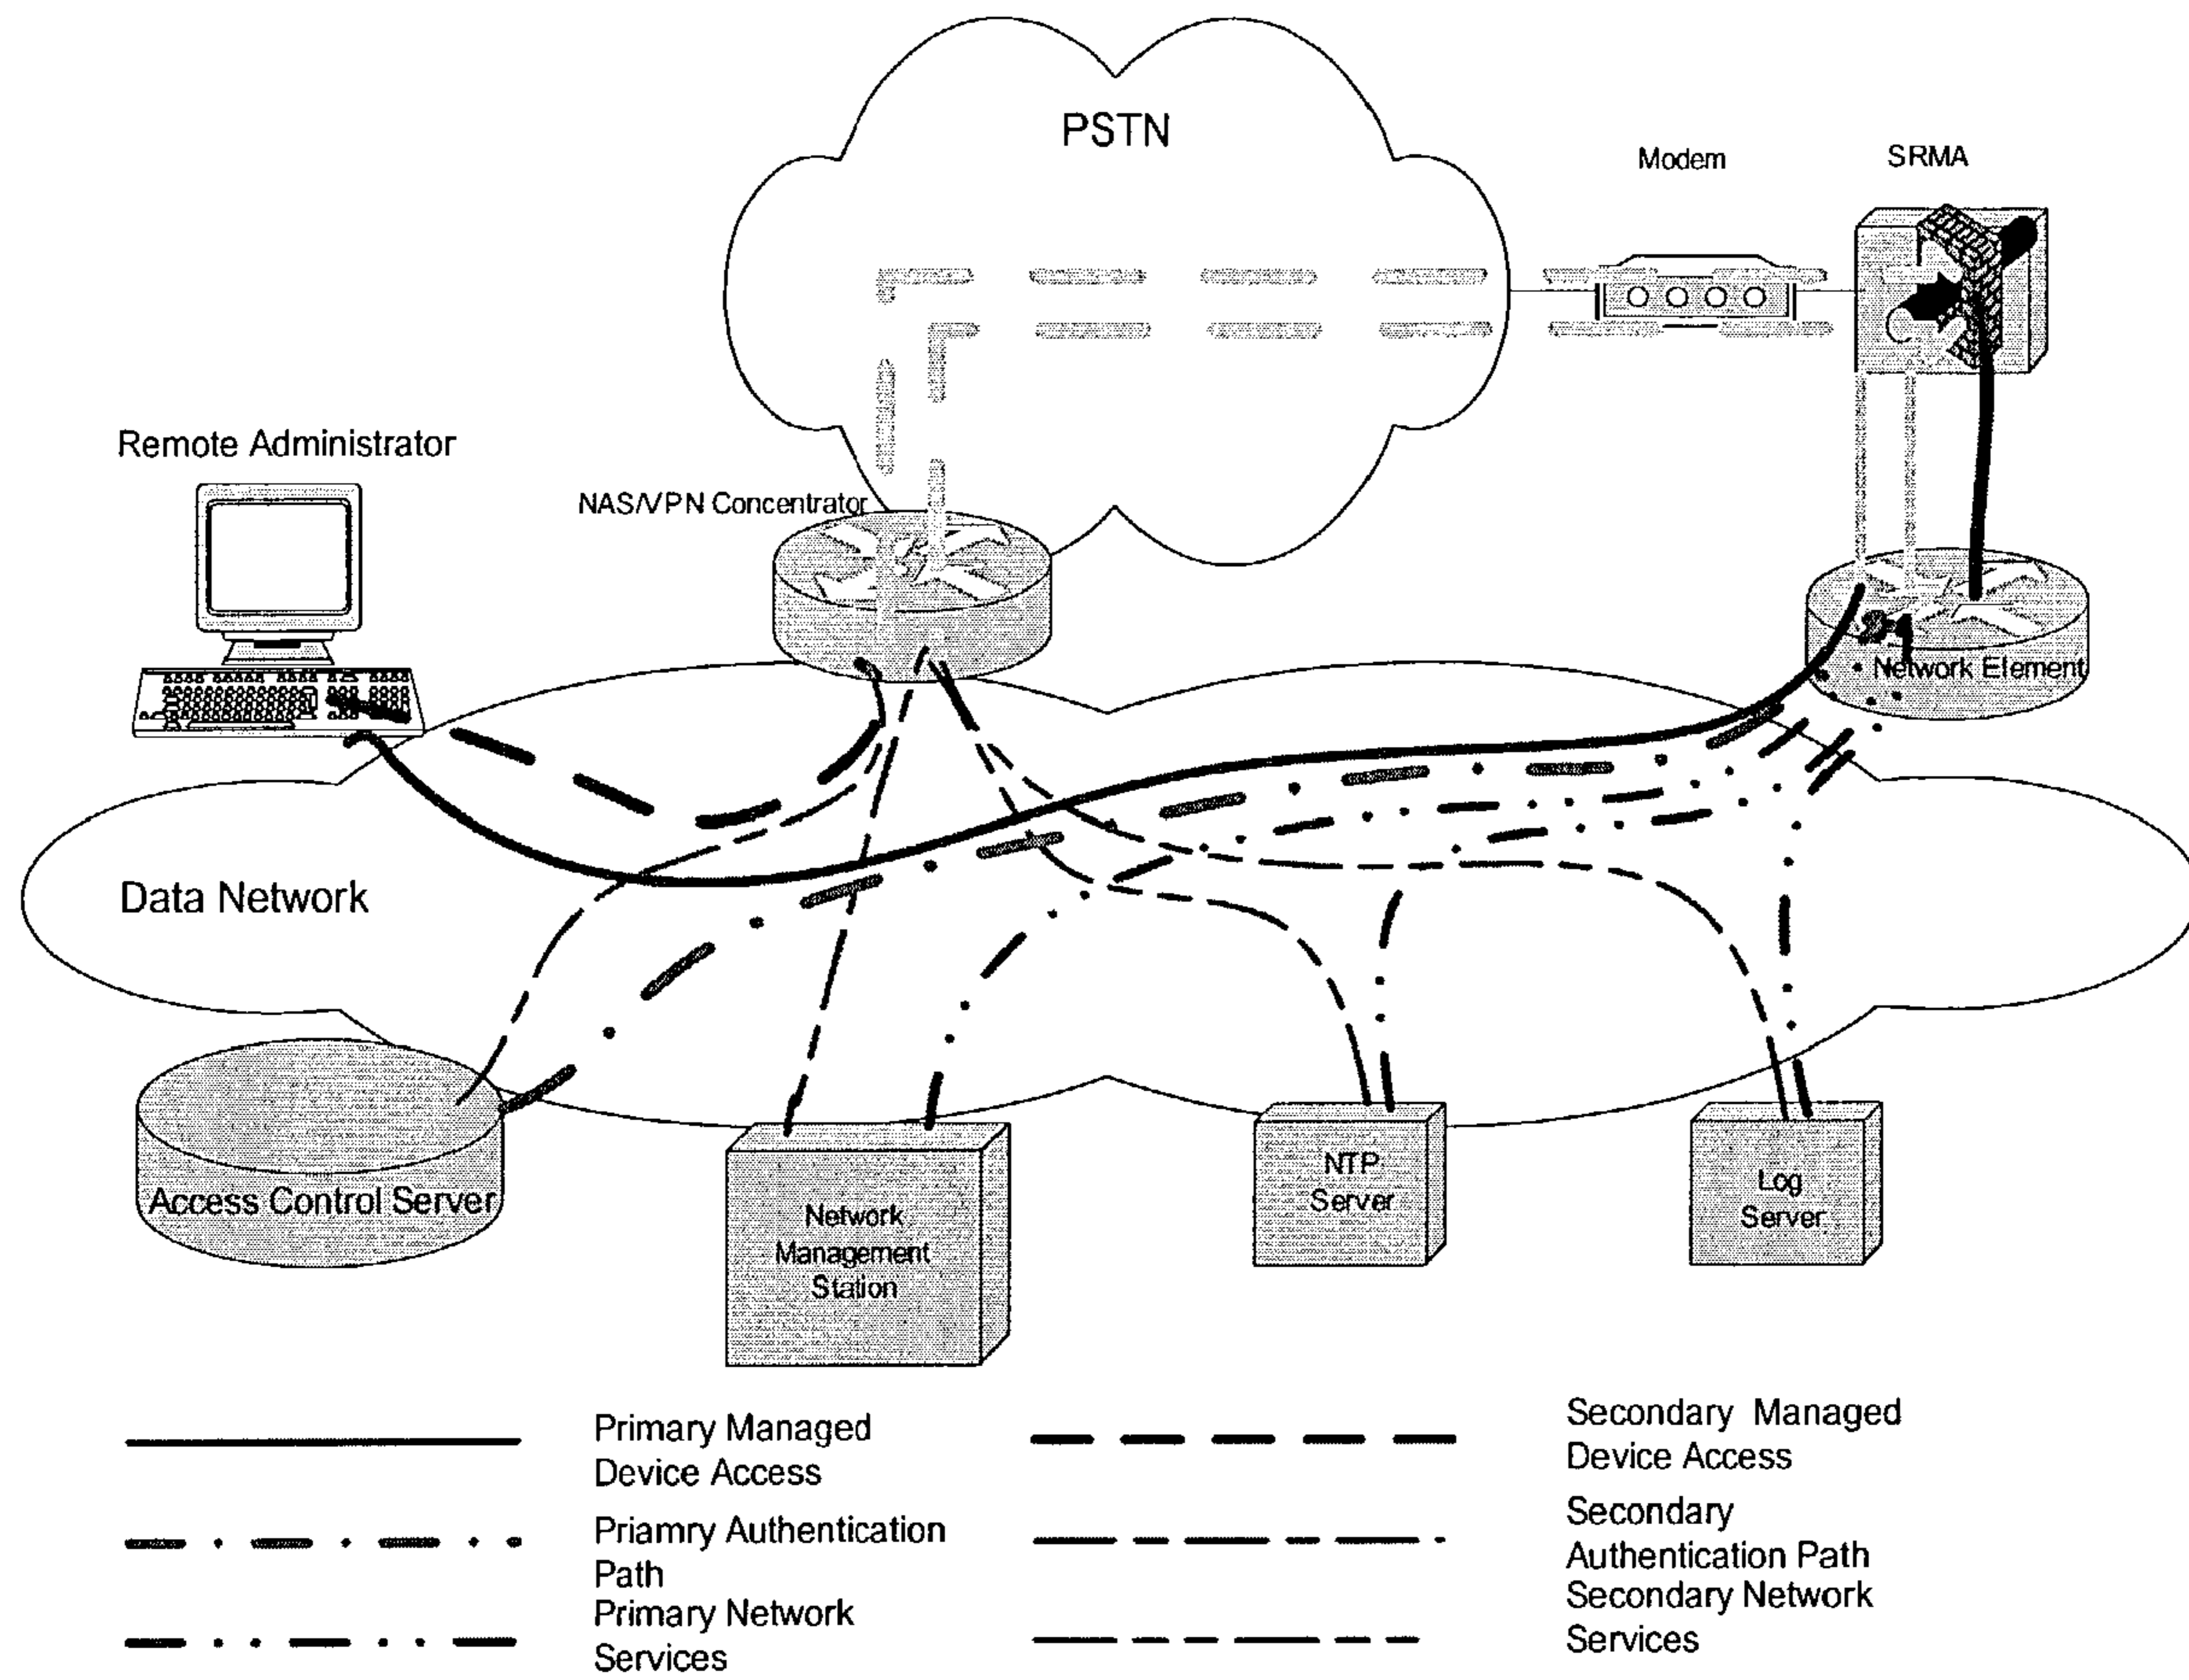 PSTN
Modem
SRMA
Remote Administrator
NAS/VPN Concentrator
Network Element
Data Network
Access Control Server
Network
Management
Station
NTP
Server
Log
Server
Primary Managed
Device Access
Priamry Authentication
Path
Primary Network
Services
Secondary Managed
Device Access
Secondary
Authentication Path
Secondary Network
Services